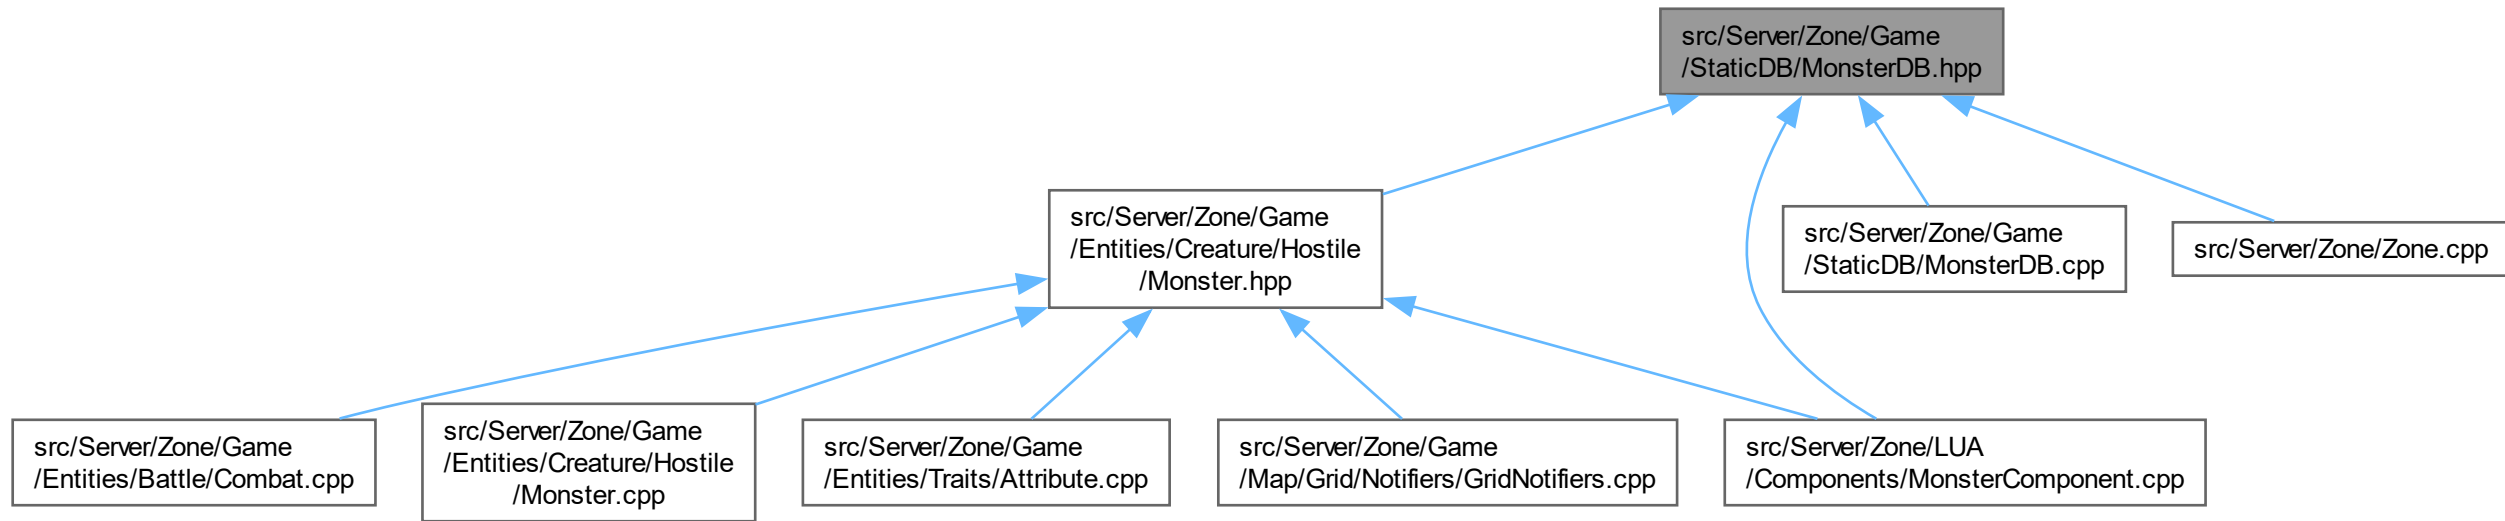 src/Server/Zone/Game
/StaticDB/MonsterDB.hpp
src/Server/Zone/Game
/Entities/Creature/Hostile
/Monster.hpp
src/Server/Zone/Game
/StaticDB/MonsterDB.cpp
src/Server/Zone/Zone.cpp
src/Server/Zone/Game
/Entities/Battle/Combat.cpp
src/Server/Zone/Game
/Entities/Creature/Hostile
/Monster.cpp
src/Server/Zone/Game
/Entities/Traits/Attribute.cpp
src/Server/Zone/Game
/Map/Grid/Notifiers/GridNotifiers.cpp
src/Server/Zone/LUA
/Components/MonsterComponent.cpp